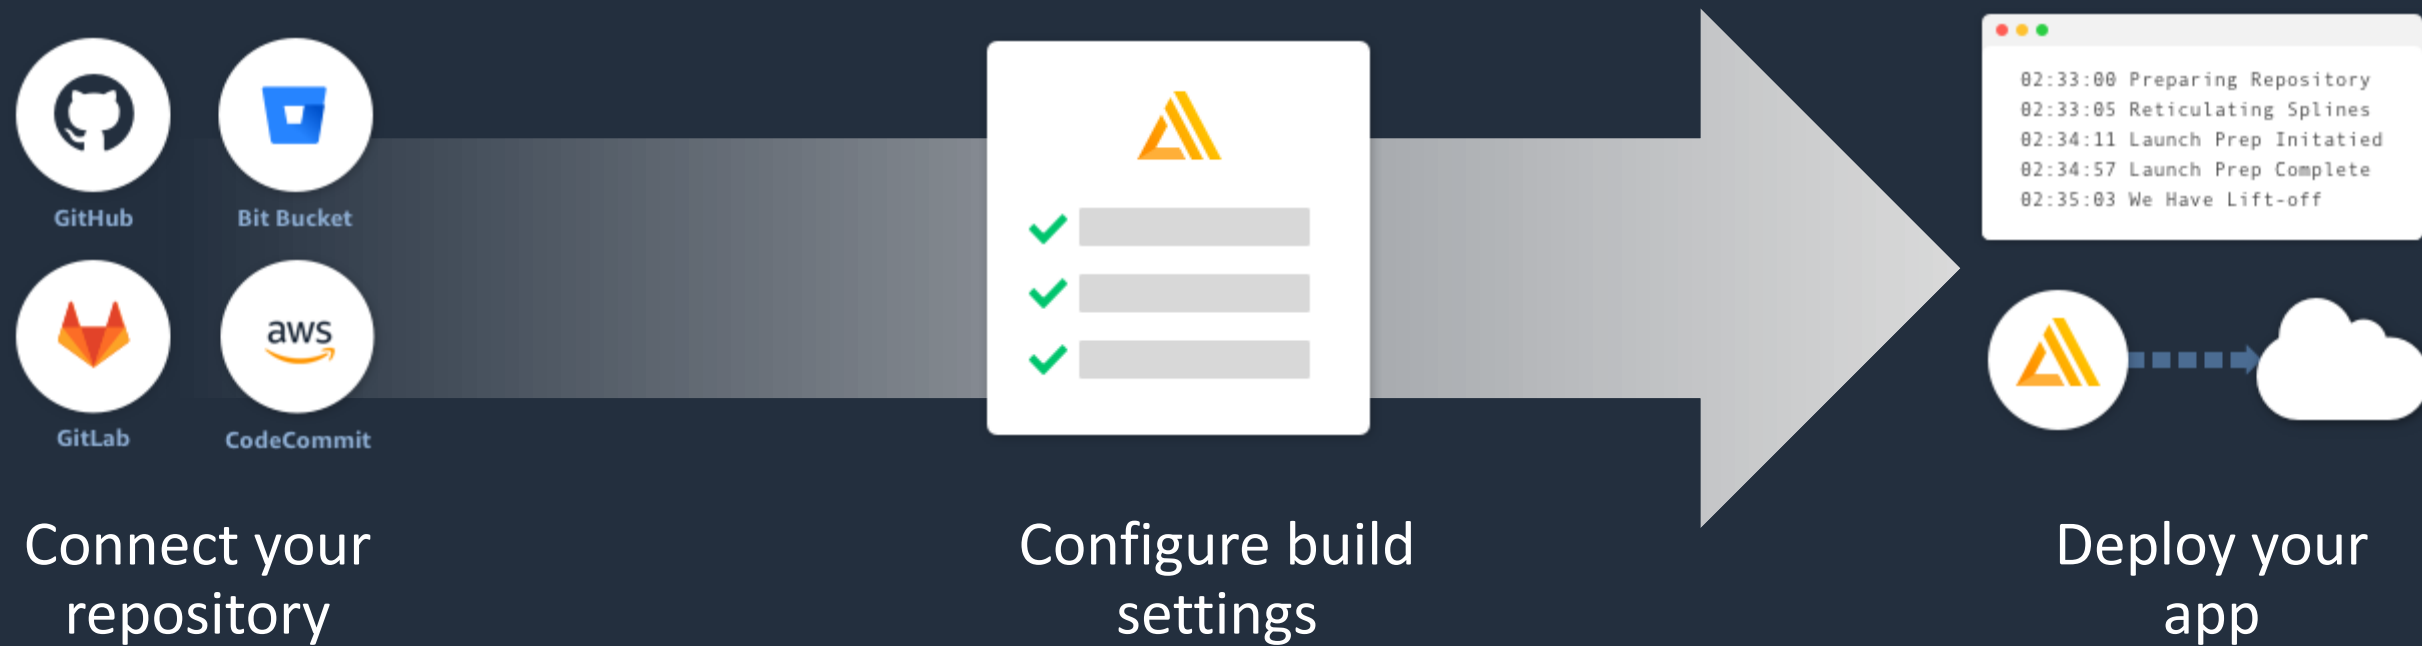 GitHub
Bit Bucket
aws
GitLab
CodeCommit
02:33:00 Preparing Repository
02:33:05 Reticulating Splines
02:34:11 Launch Prep Initatied
02:34:57 Launch Prep Complete
02:35:03 We Have Lift-off
Connect your
repository
Configure build
settings
Deploy your
app